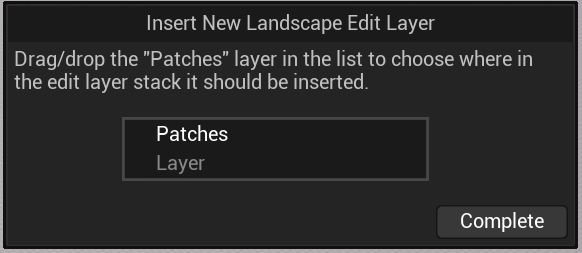 Insert New Landscape Edit Layer
Drag/drop the "Patches" layer in the list to choose where in
the edit layer stack it should be inserted.
Patches
Layer
Complete